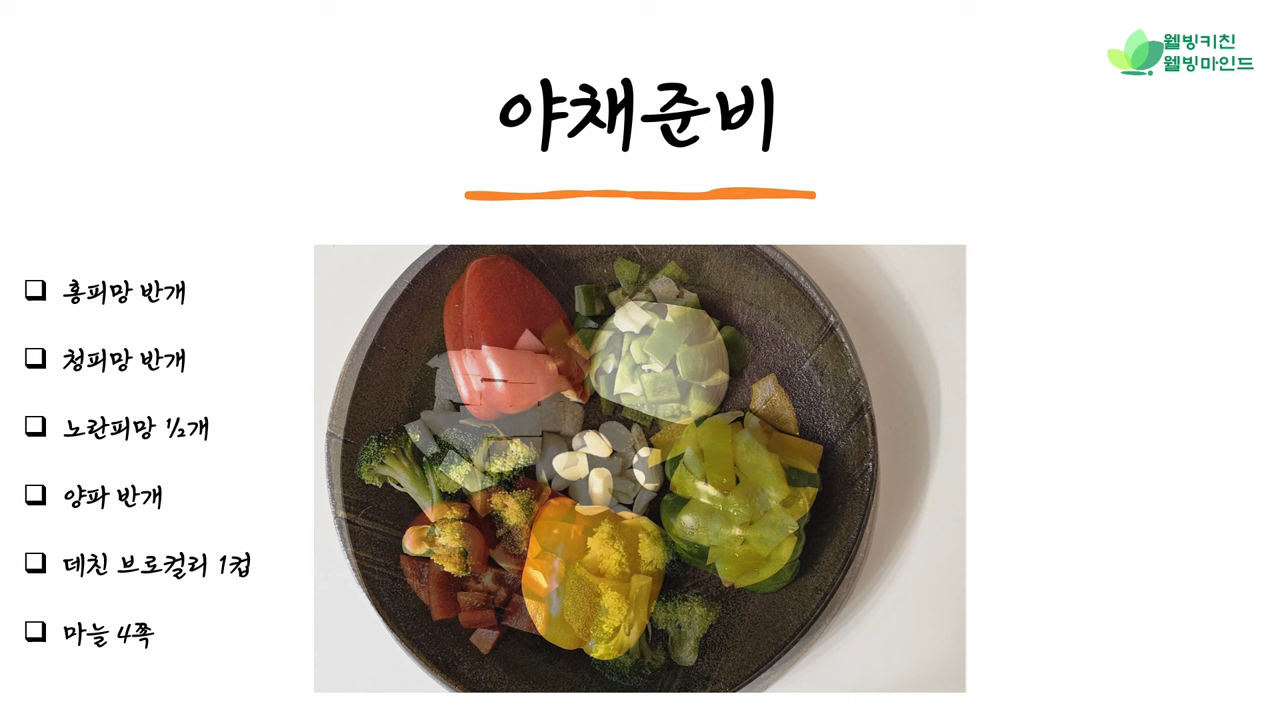 웰빙키친
웰빙마인드
야채준비
❑ 홍피망 반개
❑ 청피망 반개
❑ 노란피망 ½개
❑ 양파 반개
❑ 데친 브로컬리 1컵
❑ 마늘 4쪽